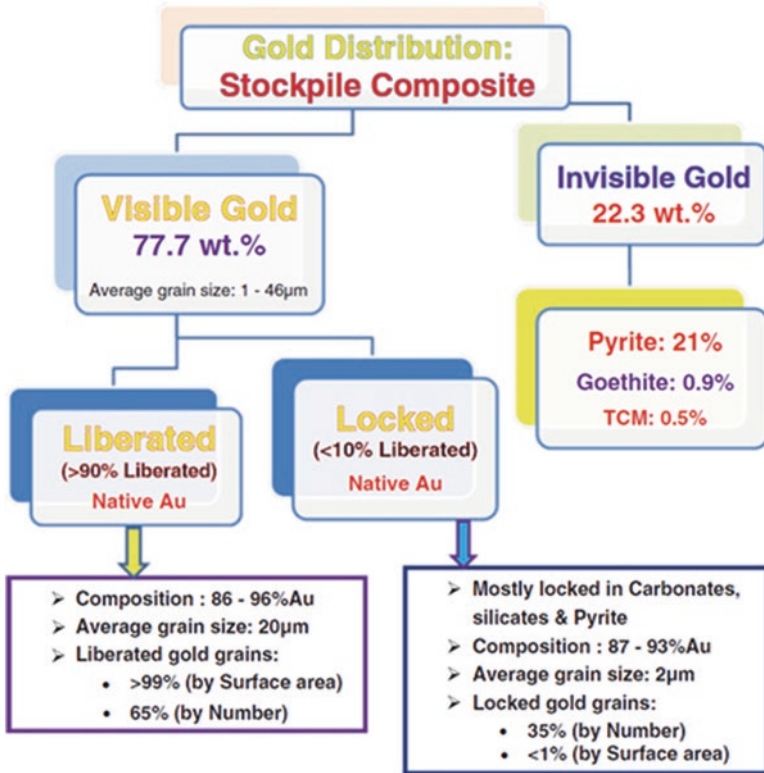 Gold Distribution:
Stockpile Composite
Visible Gold
77.7 wt.%
Average grain size: 1 - 46µm
Invisible Gold
22.3 wt.%
Pyrite: 21%
Goethite: 0.9%
TCM: 0.5%
Liberated
(>90% Liberated)
Native Au
Locked
(<10% Liberated)
Native Au
➢ Composition : 86 - 96%Au
➢ Average grain size: 20µm
➢ Liberated gold grains:
• >99% (by Surface area)
• 65% (by Number)
➢ Mostly locked in Carbonates,
silicates & Pyrite
➢ Composition : 87 - 93%Au
➢ Average grain size: 2µm
➢ Locked gold grains:
• 35% (by Number)
• <1% (by Surface area)